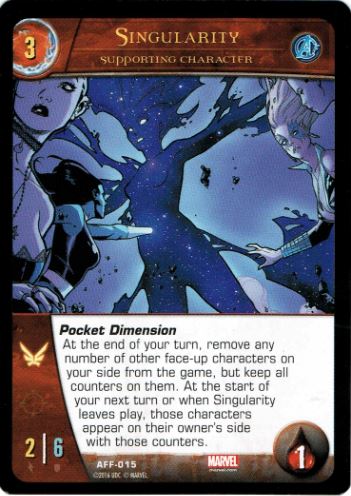 3
SINGULARITY
SUPPORTING CHARACTER
Pocket Dimension
At the end of your turn, remove any
number of other face-up characters on
your side from the game, but keep all
counters on them. At the start of
your next turn or when Singularity
leaves play, those characters
appear on their owner's side
with those counters.
2 | 6
AFF-015
MARVEL
marvel.com
©2016 UDC. © MARVEL
1